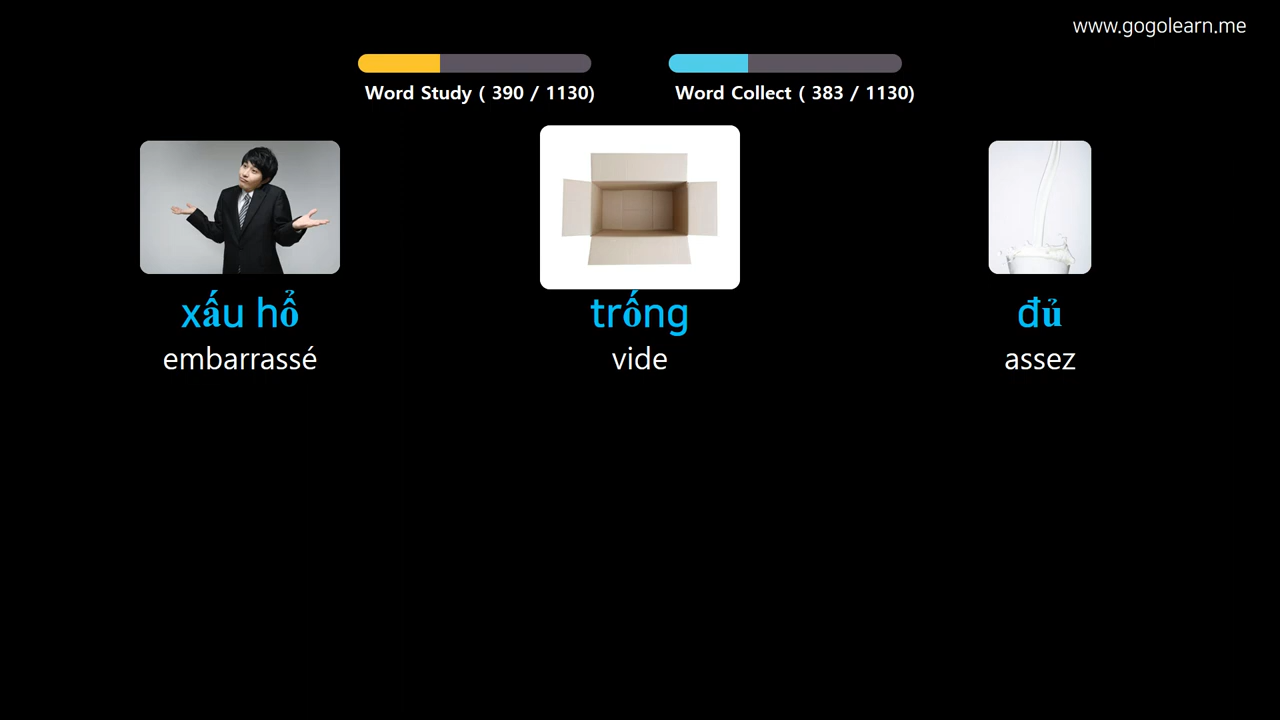 www.gogolearn.me
Word Study ( 390 / 1130)
Word Collect ( 383 / 1130)
xấu hổ
trống
đủ
embarrassé
vide
assez